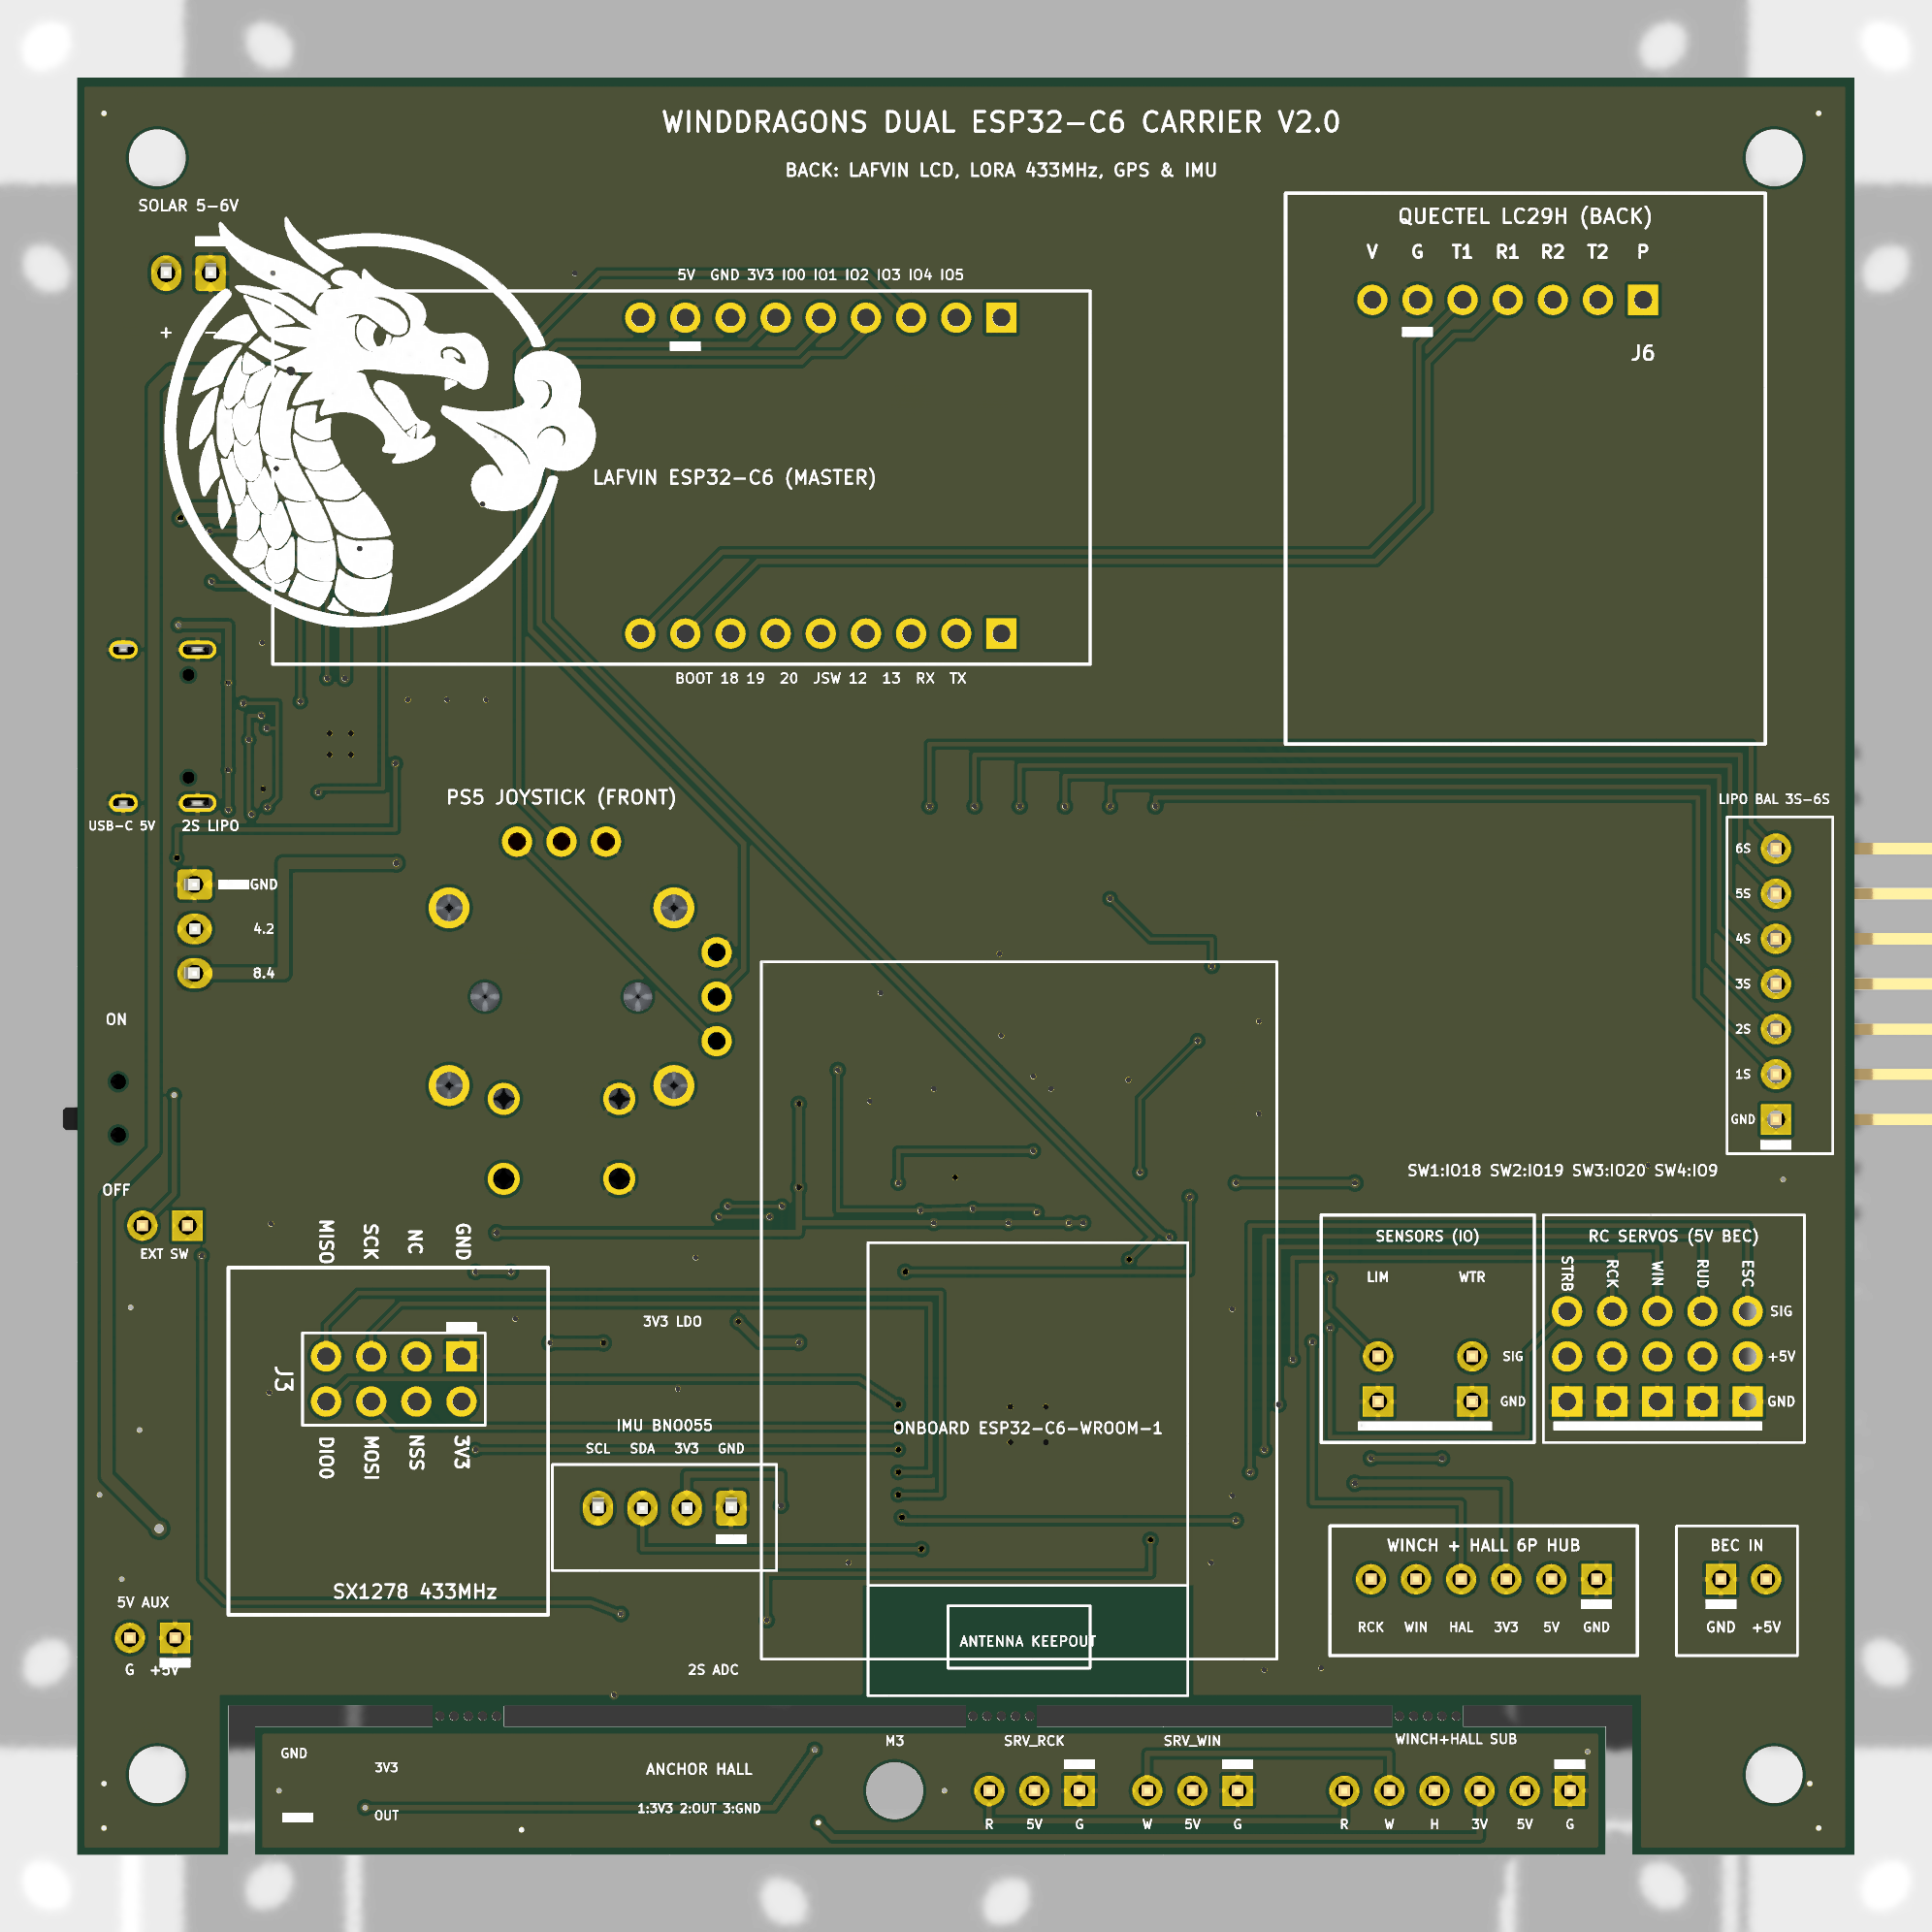 WINDDRAGONS DUAL ESP32-C6 CARRIER V2.0
BACK: LAFVIN LCD, LORA 433MHz, GPS & IMU
SOLAR 5-6V
+ -
5V GND 3V3 IO0 IO1 IO2 IO3 IO4 IO5
LAFVIN ESP32-C6 (MASTER)
BOOT 18 19 20 JSW 12 13 RX TX
QUECTEL LC29H (BACK)
V G T1 R1 R2 T2 P
J6
USB-C 5V
2S LIPO
GND
4.2
8.4
PS5 JOYSTICK (FRONT)
LIPO BAL 3S-6S
6S
5S
4S
3S
2S
1S
GND
ON
OFF
EXT SW
SW1:IO18 SW2:IO19 SW3:IO20 SW4:IO9
MISO SCK NC GND
J3
DIO0 MOSI NSS 3V3
SX1278 433MHz
3V3 LDO
IMU BNO055
SCL SDA 3V3 GND
ONBOARD ESP32-C6-WROOM-1
ANTENNA KEEPOUT
SENSORS (IO)
LIM WTR
SIG
GND
RC SERVOS (5V BEC)
STRB RCK WIN RUD ESC
SIG
+5V
GND
WINCH + HALL 6P HUB
RCK WIN HAL 3V3 5V GND
BEC IN
GND +5V
5V AUX
G +5V
2S ADC
GND
3V3
OUT
ANCHOR HALL
1:3V3 2:OUT 3:GND
M3
SRV_RCK
R 5V G
SRV_WIN
W 5V G
WINCH+HALL SUB
R W H 3V 5V G